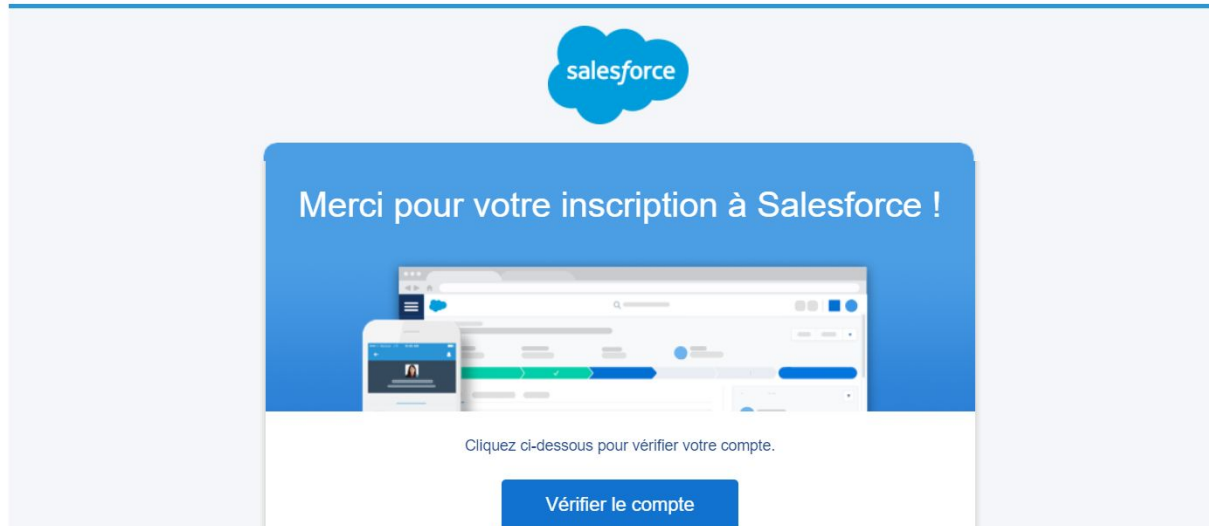 salesforce
Merci pour votre inscription à Salesforce !
Cliquez ci-dessous pour vérifier votre compte.
Vérifier le compte